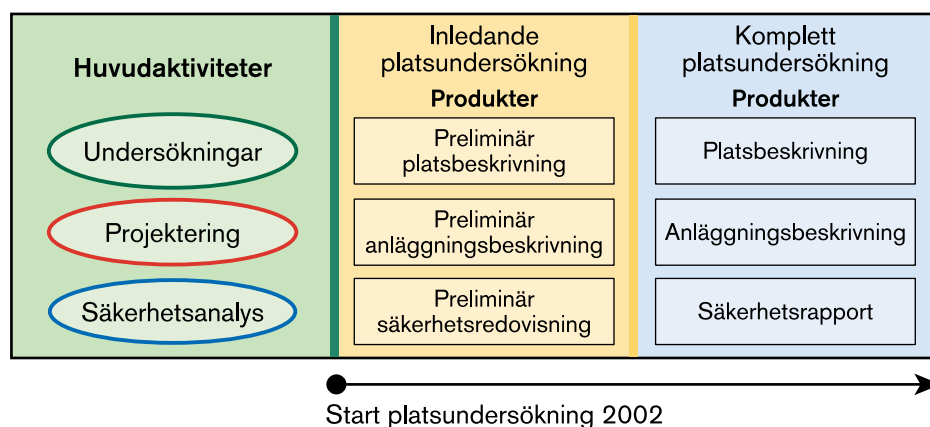 Huvudaktiviteter
Undersökningar
Projektering
Säkerhetsanalys
Inledande
platsundersökning
Produkter
Preliminär
platsbeskrivning
Preliminär
anläggningsbeskrivning
Preliminär
säkerhetsredovisning
Komplett
platsundersökning
Produkter
Platsbeskrivning
Anläggningsbeskrivning
Säkerhetsrapport
Start platsundersökning 2002